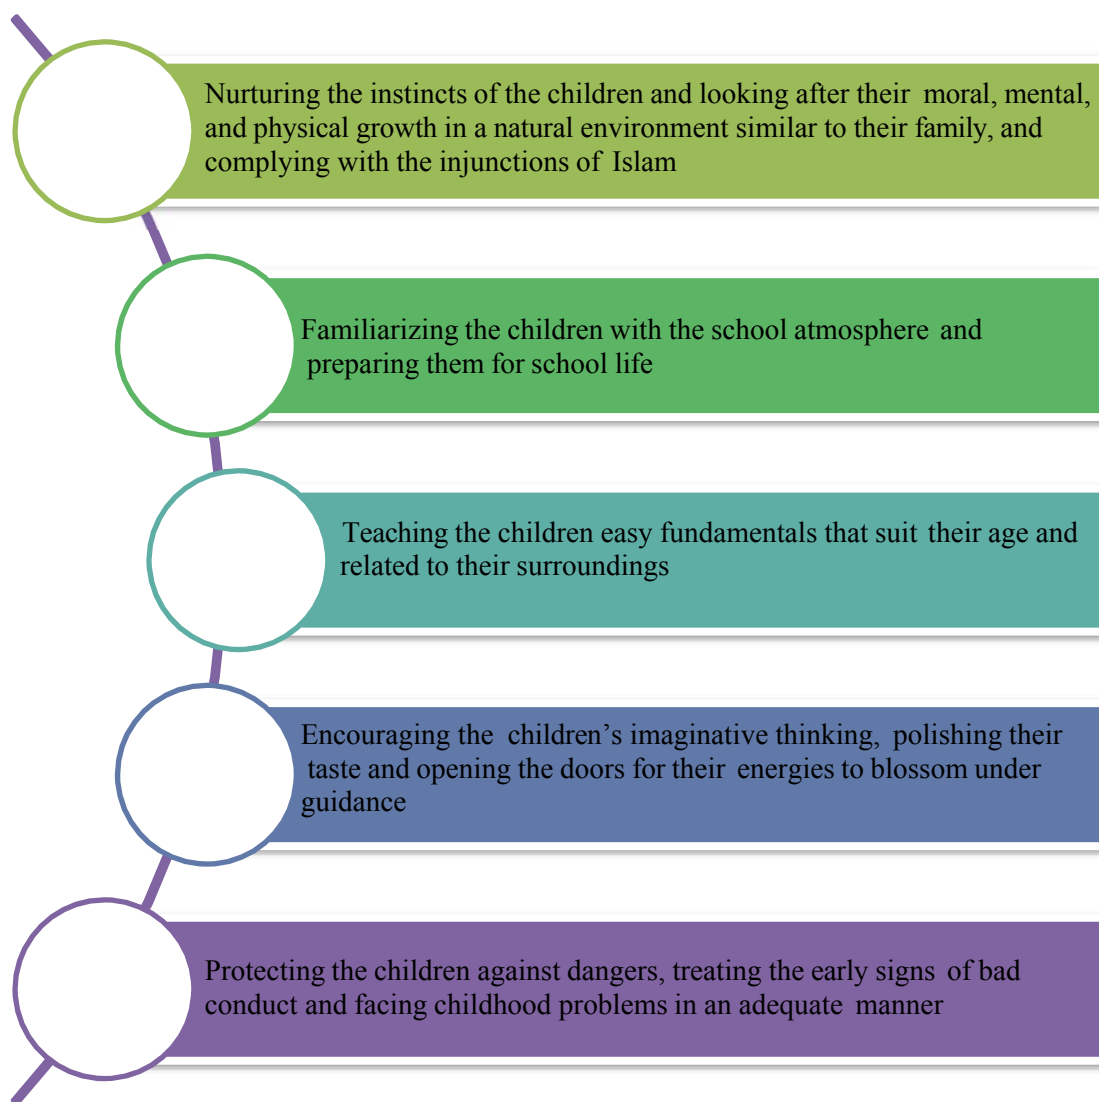 Nurturing the instincts of the children and looking after their moral, mental,
and physical growth in a natural environment similar to their family, and
complying with the injunctions of Islam
Familiarizing the children with the school atmosphere and
preparing them for school life
Teaching the children easy fundamentals that suit their age and
related to their surroundings
Encouraging the children’s imaginative thinking, polishing their
taste and opening the doors for their energies to blossom under
guidance
Protecting the children against dangers, treating the early signs of bad
conduct and facing childhood problems in an adequate manner